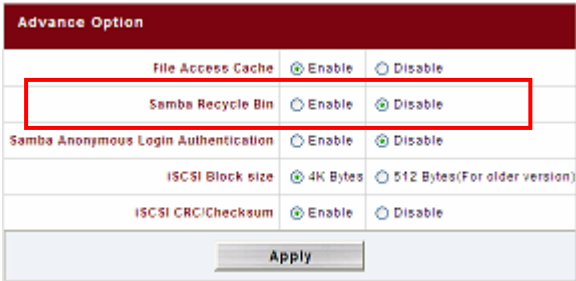 Advance Option
File Access Cache Enable Disable
Samba Recycle Bin Enable Disable
Samba Anonymous Login Authentication Enable Disable
iSCSI Block size 4K Bytes 512 Bytes(For older version)
iSCSI CRC/Checksum Enable Disable
Apply